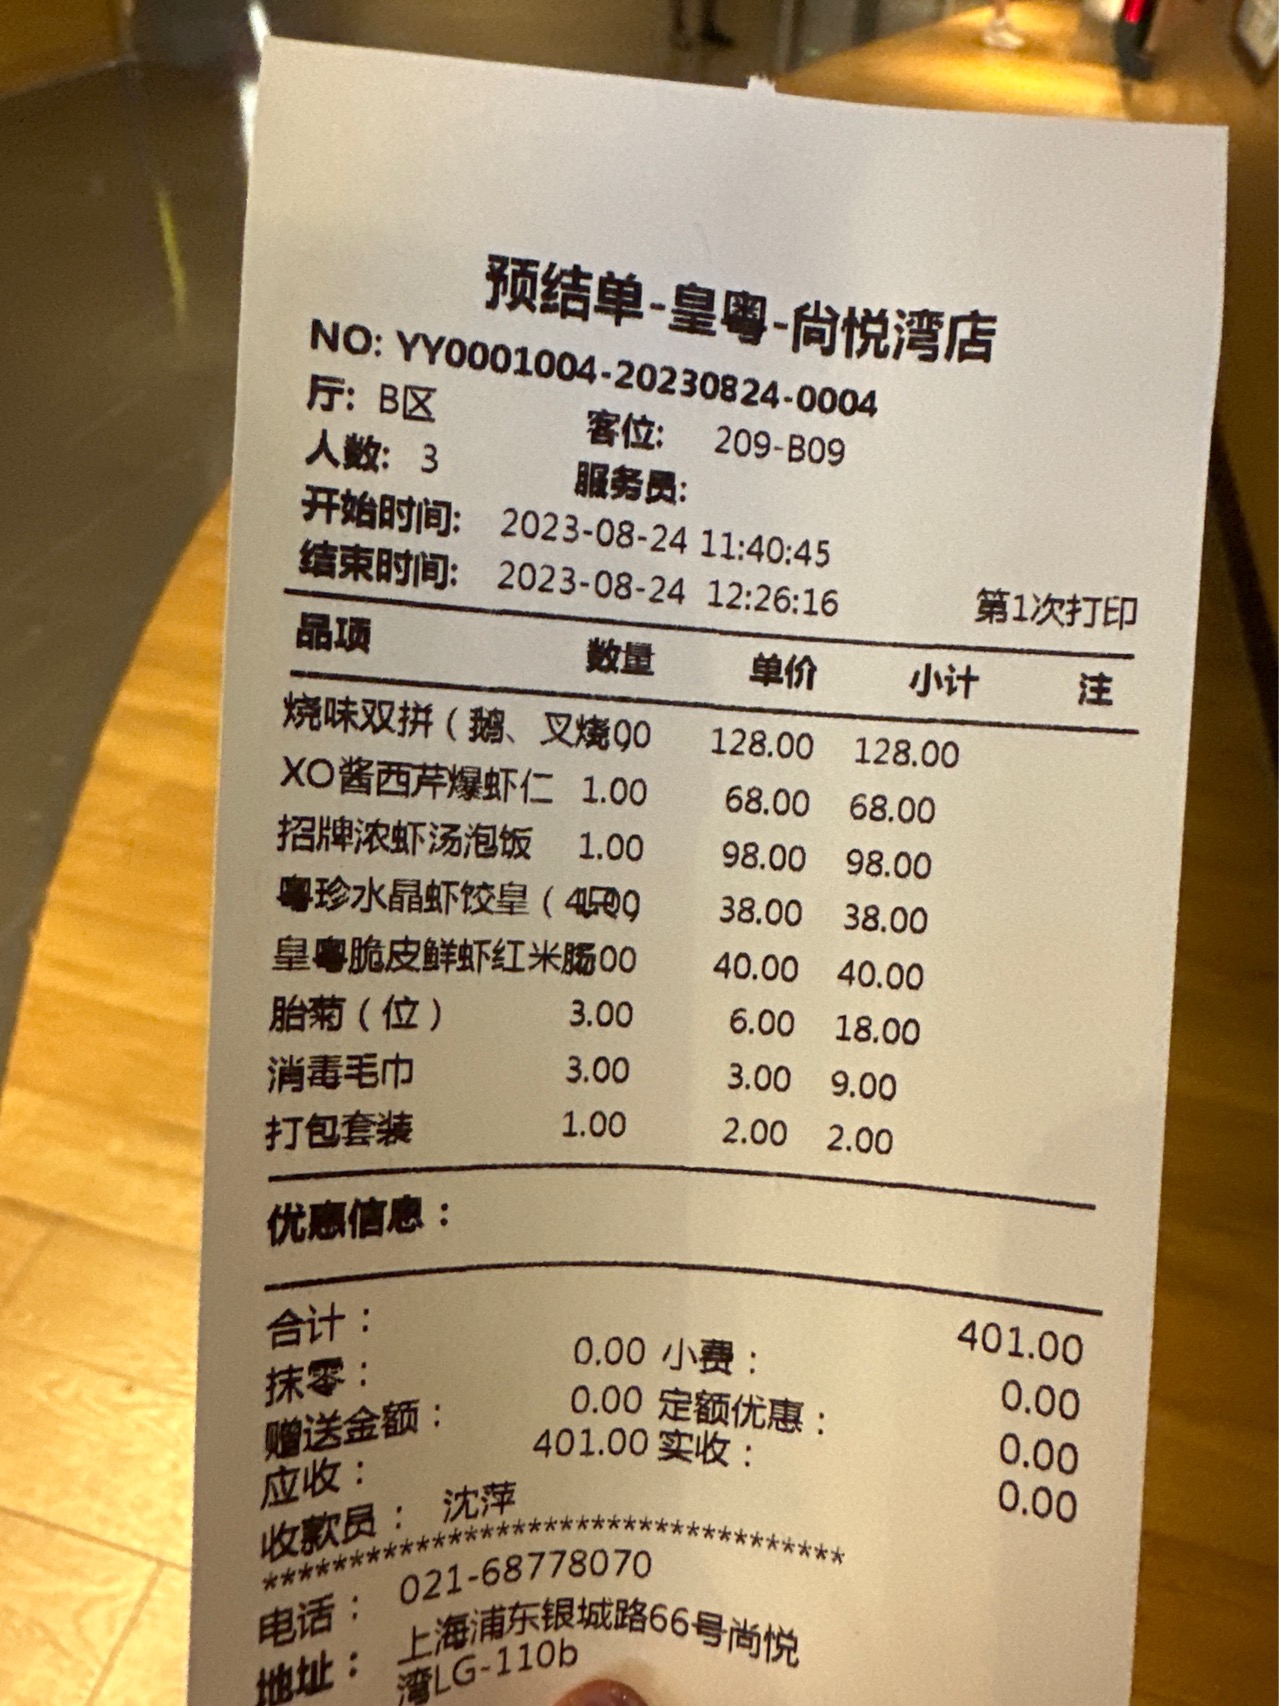 预结单-皇粤-尚悦湾店
NO: YY0001004-20230824-0004
厅: B区 客位: 209-B09
人数: 3 服务员:
开始时间: 2023-08-24 11:40:45
结束时间: 2023-08-24 12:26:16 第1次打印
品项 数量 单价 小计 注
烧味双拼（鹅、叉烧 00 128.00 128.00
XO酱西芹爆虾仁 1.00 68.00 68.00
招牌浓虾汤泡饭 1.00 98.00 98.00
粤珍水晶虾饺皇（4只） 38.00 38.00
皇粤脆皮鲜虾红米肠 00 40.00 40.00
胎菊（位） 3.00 6.00 18.00
消毒毛巾 3.00 3.00 9.00
打包套装 1.00 2.00 2.00
优惠信息：
合计： 401.00
抹零： 0.00 小费： 0.00
赠送金额： 0.00 定额优惠： 0.00
应收： 401.00 实收： 0.00
收款员： 沈萍
****************************************
电话： 021-68778070
地址： 上海浦东银城路66号尚悦
湾LG-110b